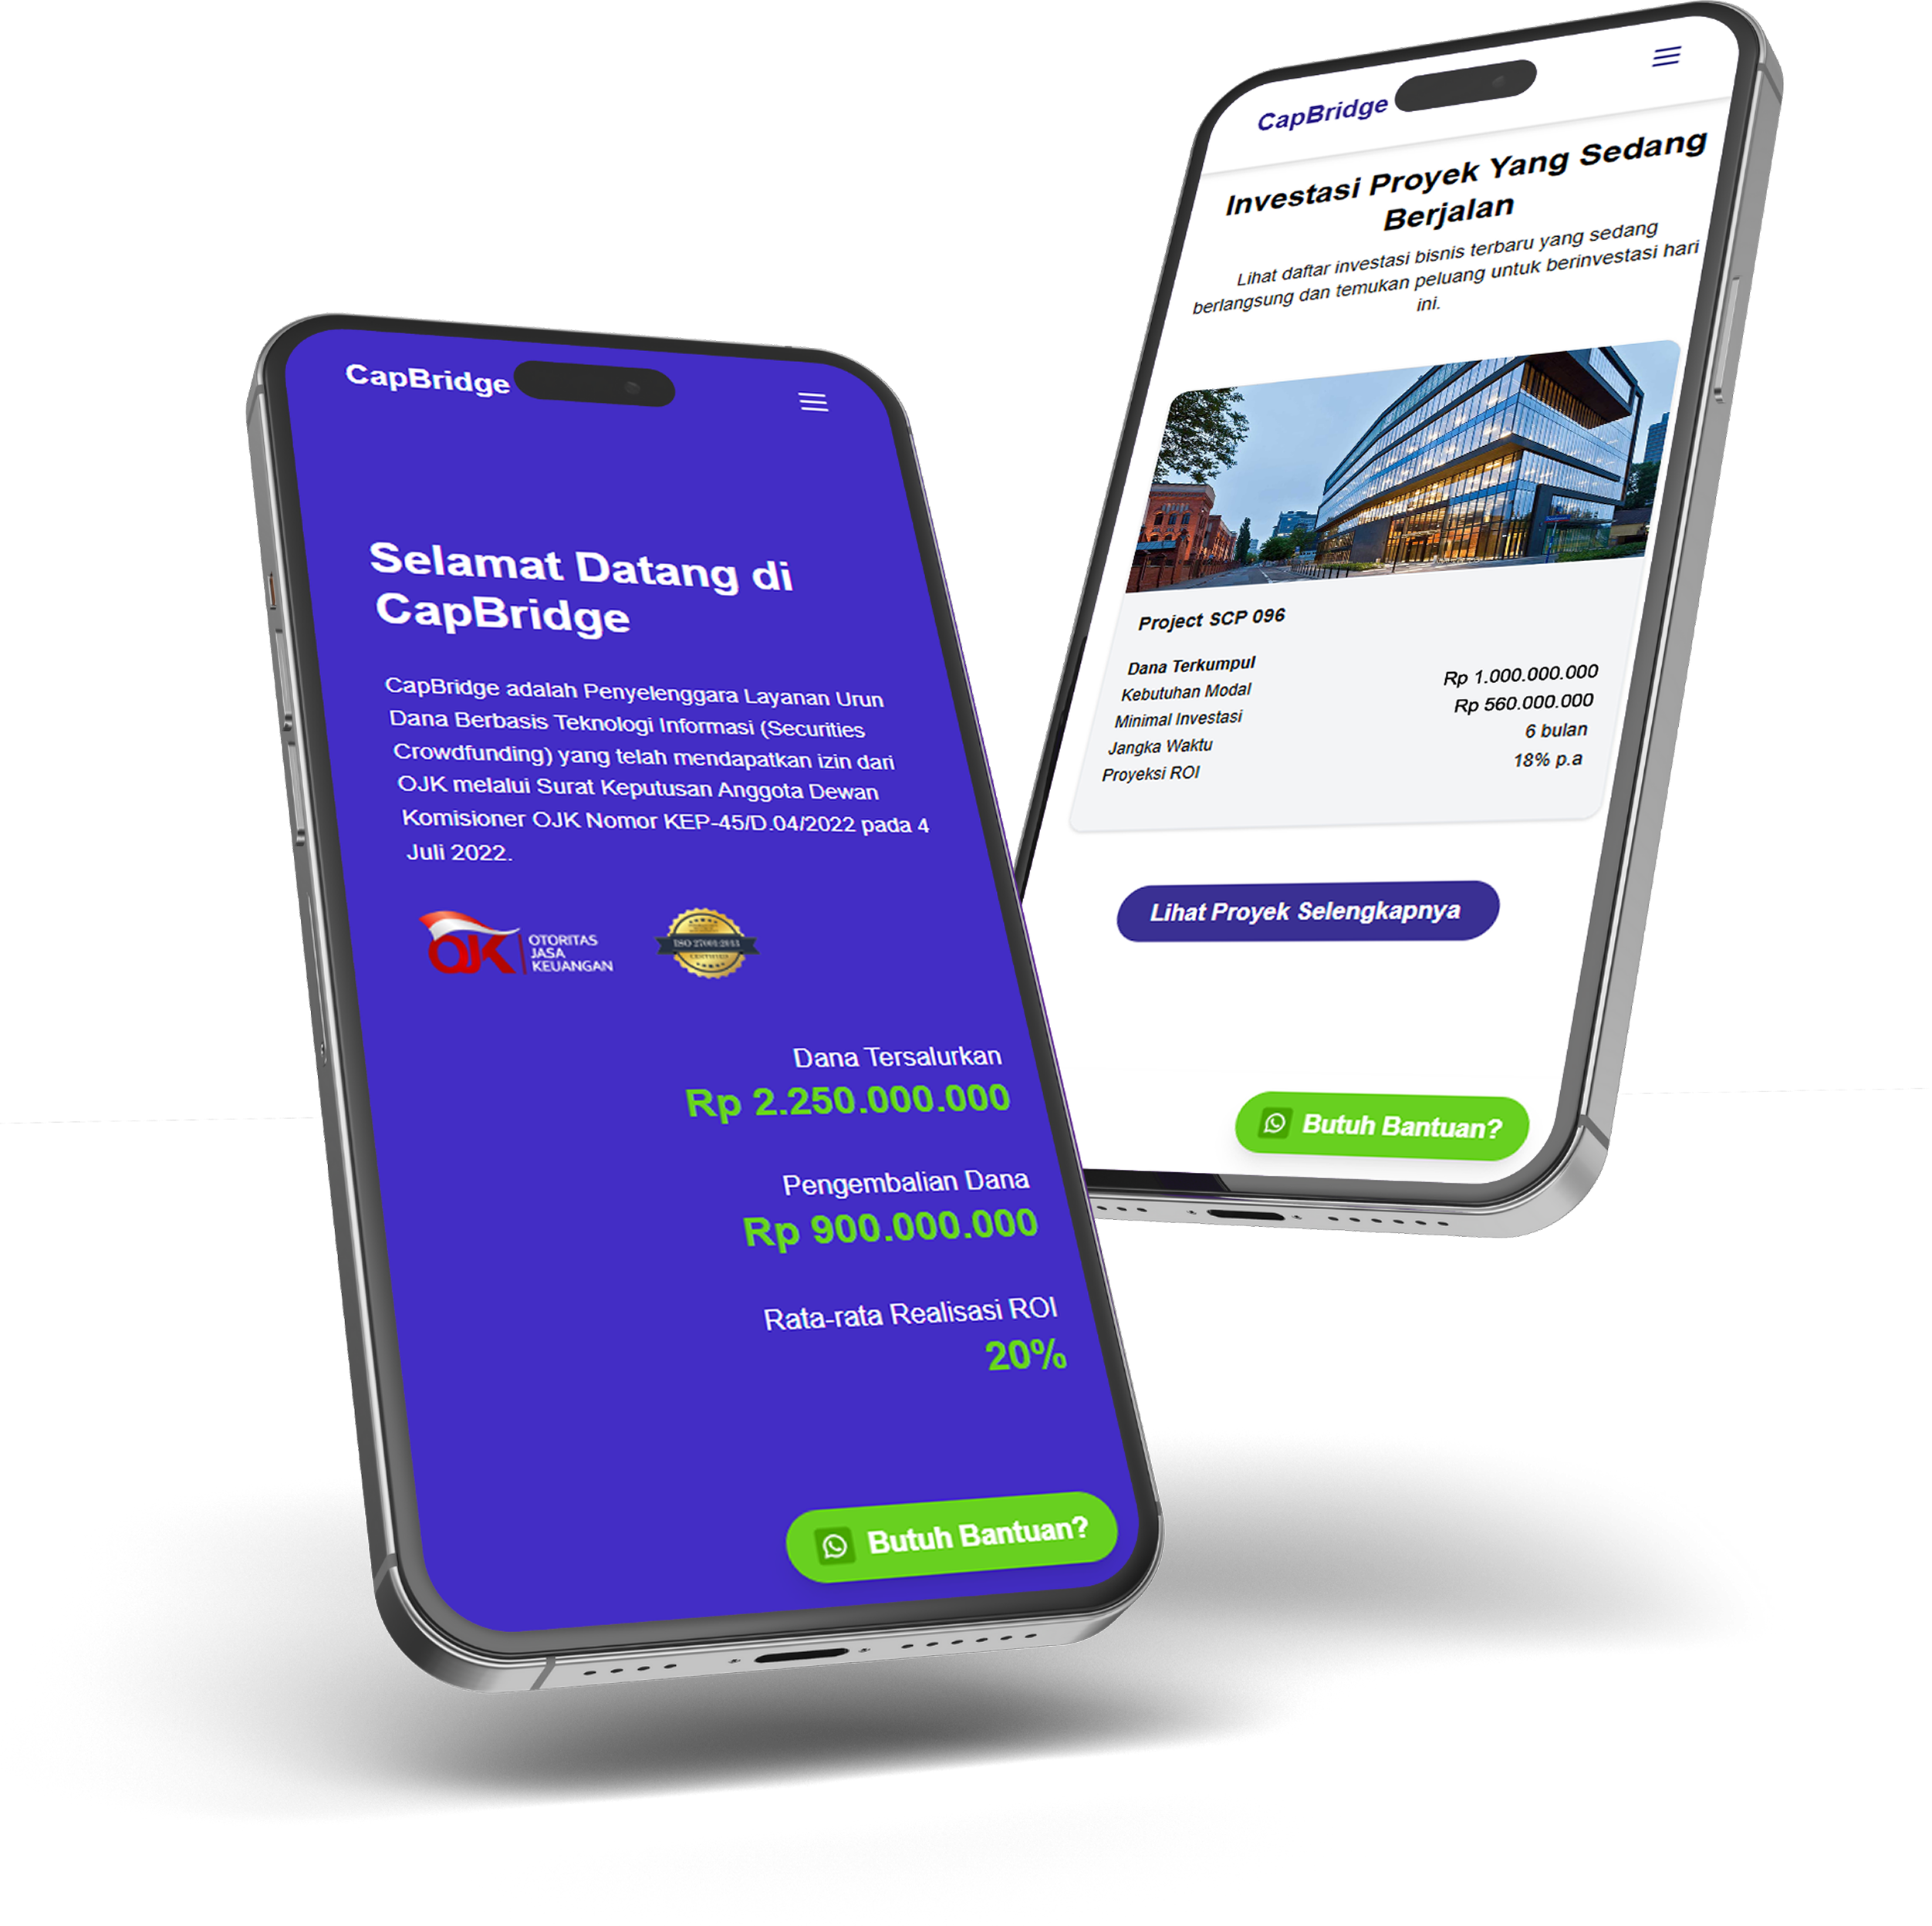 CapBridge
Selamat Datang di
CapBridge
CapBridge adalah Penyelenggara Layanan Urun
Dana Berbasis Teknologi Informasi (Securities
Crowdfunding) yang telah mendapatkan izin dari
OJK melalui Surat Keputusan Anggota Dewan
Komisioner OJK Nomor KEP-45/D.04/2022 pada 4
Juli 2022.
OJK
OTORITAS
JASA
KEUANGAN
ISO 27001:2013
CERTIFIED
Dana Tersalurkan
Rp 2.250.000.000
Pengembalian Dana
Rp 900.000.000
Rata-rata Realisasi ROI
20%
Butuh Bantuan?
CapBridge
Investasi Proyek Yang Sedang
Berjalan
Lihat daftar investasi bisnis terbaru yang sedang
berlangsung dan temukan peluang untuk berinvestasi hari
ini.
Project SCP 096
Dana Terkumpul
Kebutuhan Modal Rp 1.000.000.000
Minimal Investasi Rp 560.000.000
Jangka Waktu 6 bulan
Proyeksi ROI 18% p.a
Lihat Proyek Selengkapnya
Butuh Bantuan?